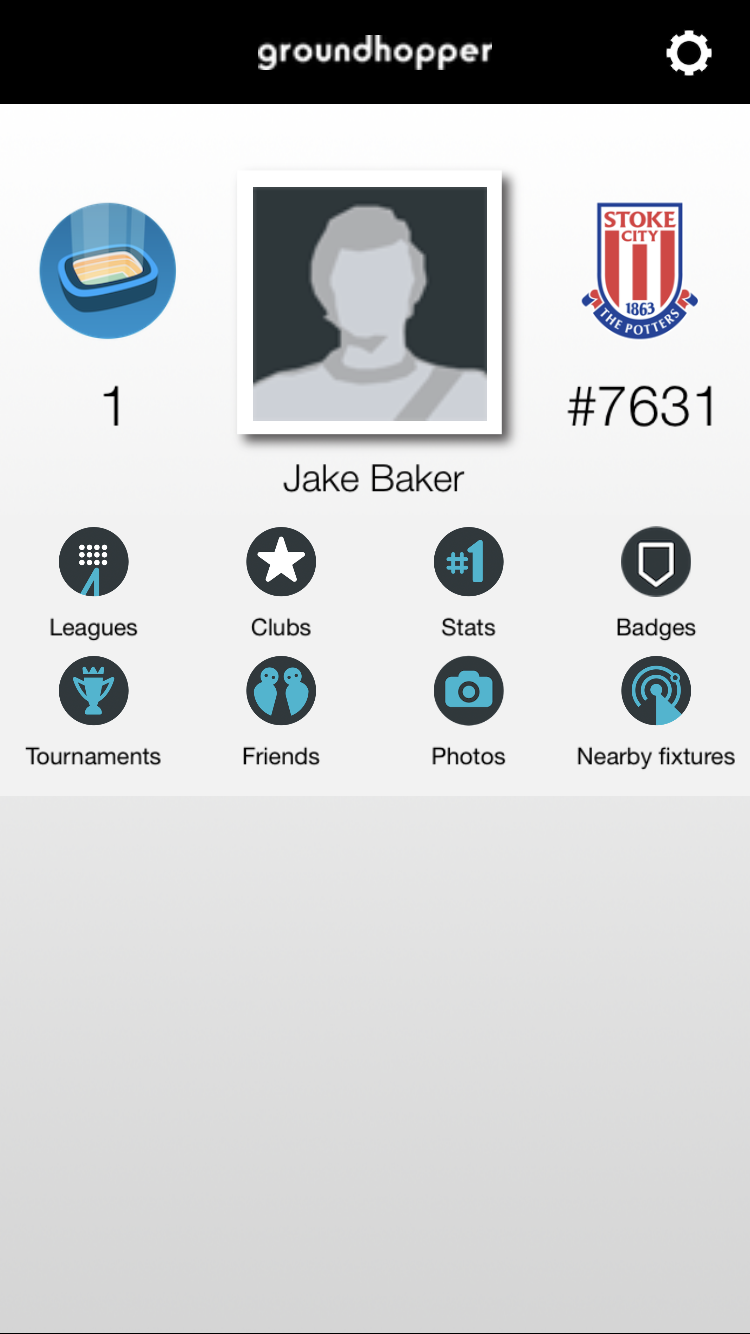 groundhopper
STOKE
CITY
1863
THE POTTERS
1
#7631
Jake Baker
#1
Leagues
Clubs
Stats
Badges
Tournaments
Friends
Photos
Nearby fixtures